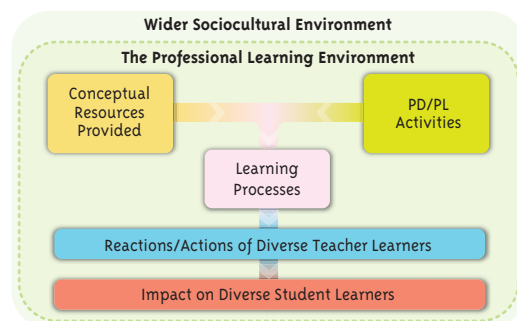 Wider Sociocultural Environment
The Professional Learning Environment
Conceptual
Resources
Provided
PD/PL
Activities
Learning
Processes
Reactions/Actions of Diverse Teacher Learners
Impact on Diverse Student Learners